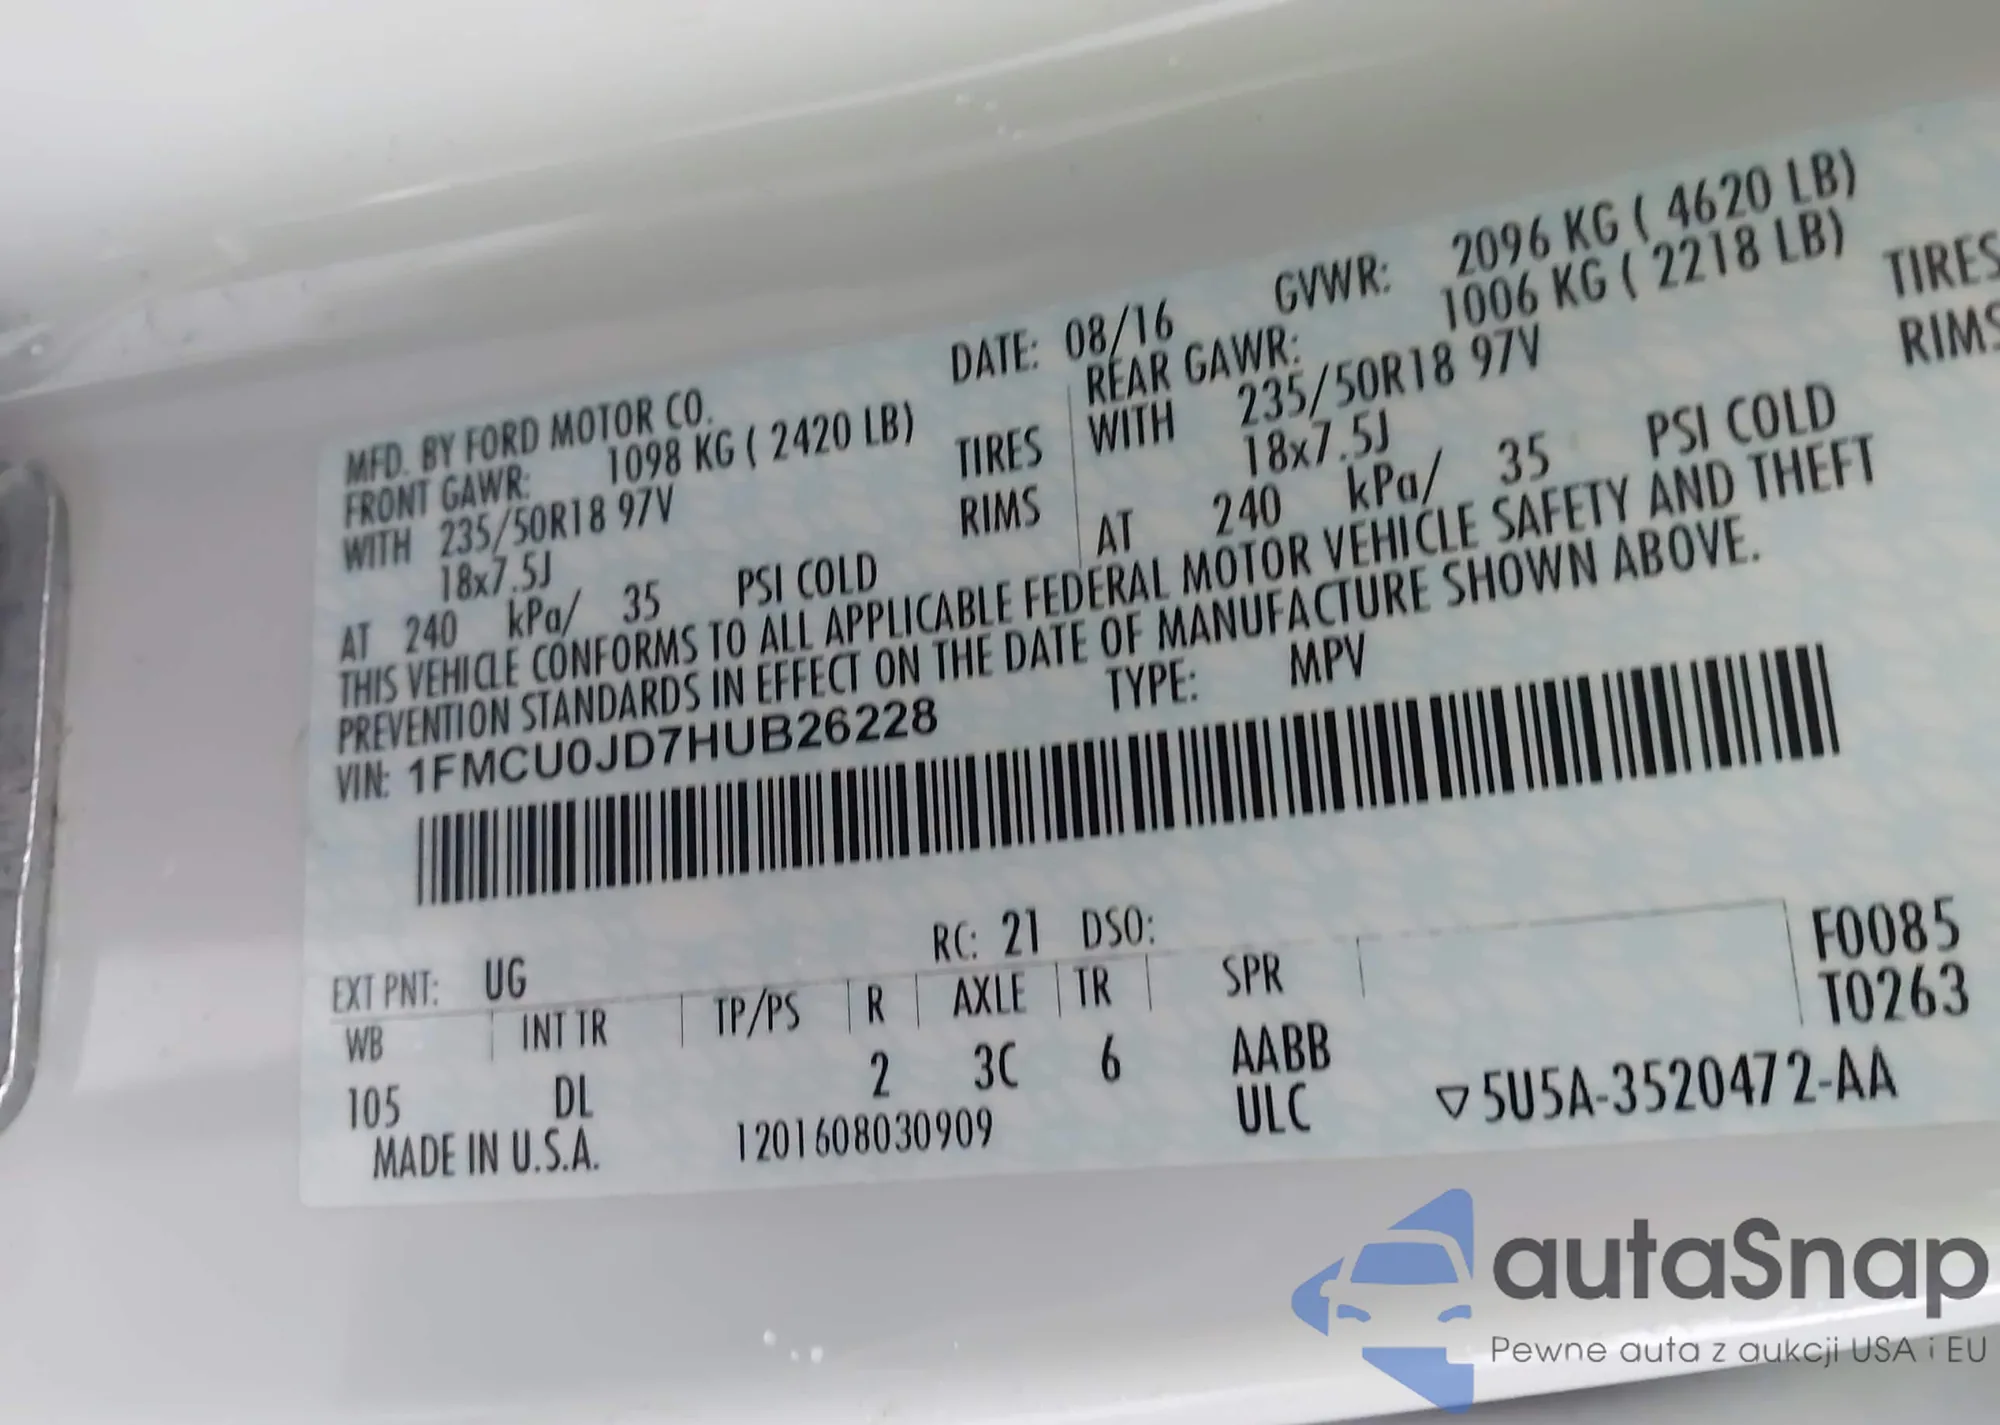 MFD. BY FORD MOTOR CO. DATE: 08/16 GVWR: 2096 KG ( 4620 LB)
FRONT GAWR: 1098 KG ( 2420 LB) REAR GAWR: 1006 KG ( 2218 LB)
WITH 235/50R18 97V TIRES WITH 235/50R18 97V TIRES
18x7.5J RIMS 18x7.5J RIMS
AT 240 kPa/ 35 PSI COLD AT 240 kPa/ 35 PSI COLD
THIS VEHICLE CONFORMS TO ALL APPLICABLE FEDERAL MOTOR VEHICLE SAFETY AND THEFT
PREVENTION STANDARDS IN EFFECT ON THE DATE OF MANUFACTURE SHOWN ABOVE.
VIN: 1FMCU0JD7HUB26228 TYPE: MPV
EXT PNT: UG RC: 21 DSO: F0085
WB INT TR TP/PS R AXLE TR SPR T0263
105 DL 2 3C 6 AABB
MADE IN U.S.A. 1201608030909 ULC ▽5U5A-3520472-AA
autaSnap
Pewne auta z aukcji USA i EU